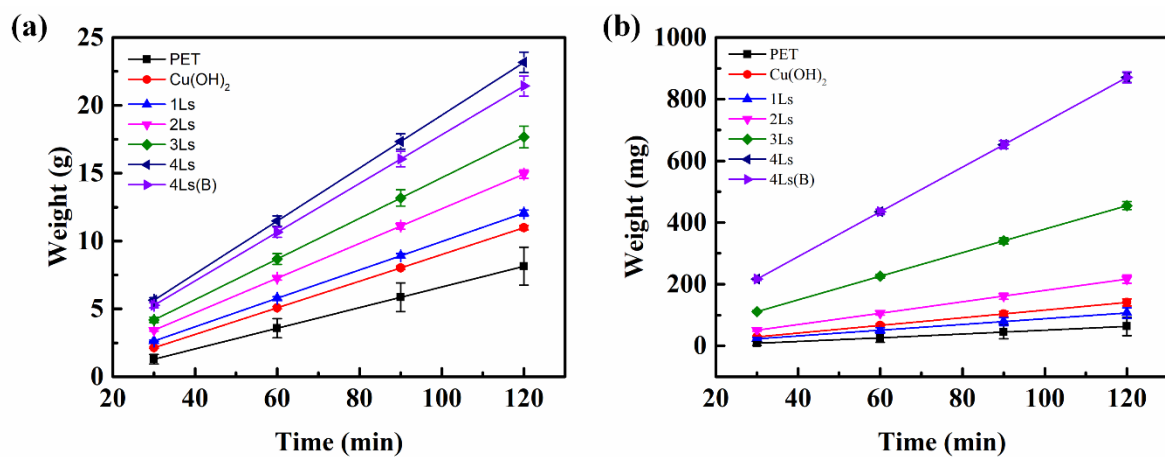 (a)
Weight (g)
25
20
15
10
5
0
PET
Cu(OH)₂
1Ls
2Ls
3Ls
4Ls
4Ls(B)
20 40 60 80 100 120
Time (min)
(b)
Weight (mg)
1000
800
600
400
200
0
PET
Cu(OH)₂
1Ls
2Ls
3Ls
4Ls
4Ls(B)
20 40 60 80 100 120
Time (min)